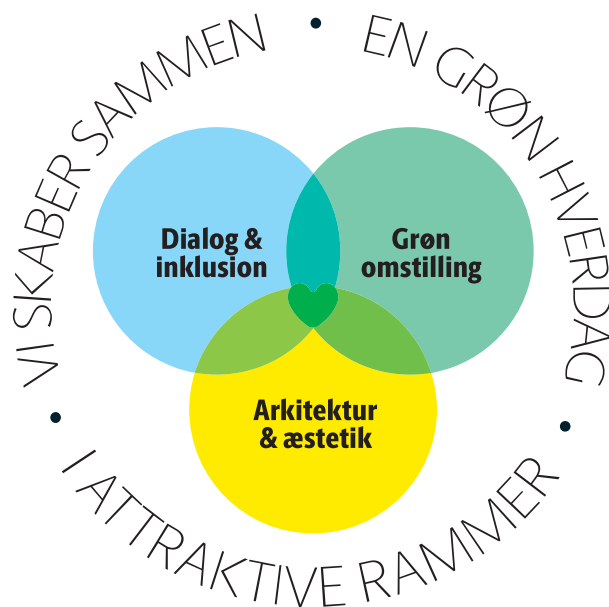 VI SKABER SAMMEN
EN GRØN HVERDAG
I ATTRAKTIVE RAMMER
Dialog &
inklusion
Grøn
omstilling
Arkitektur
& æstetik